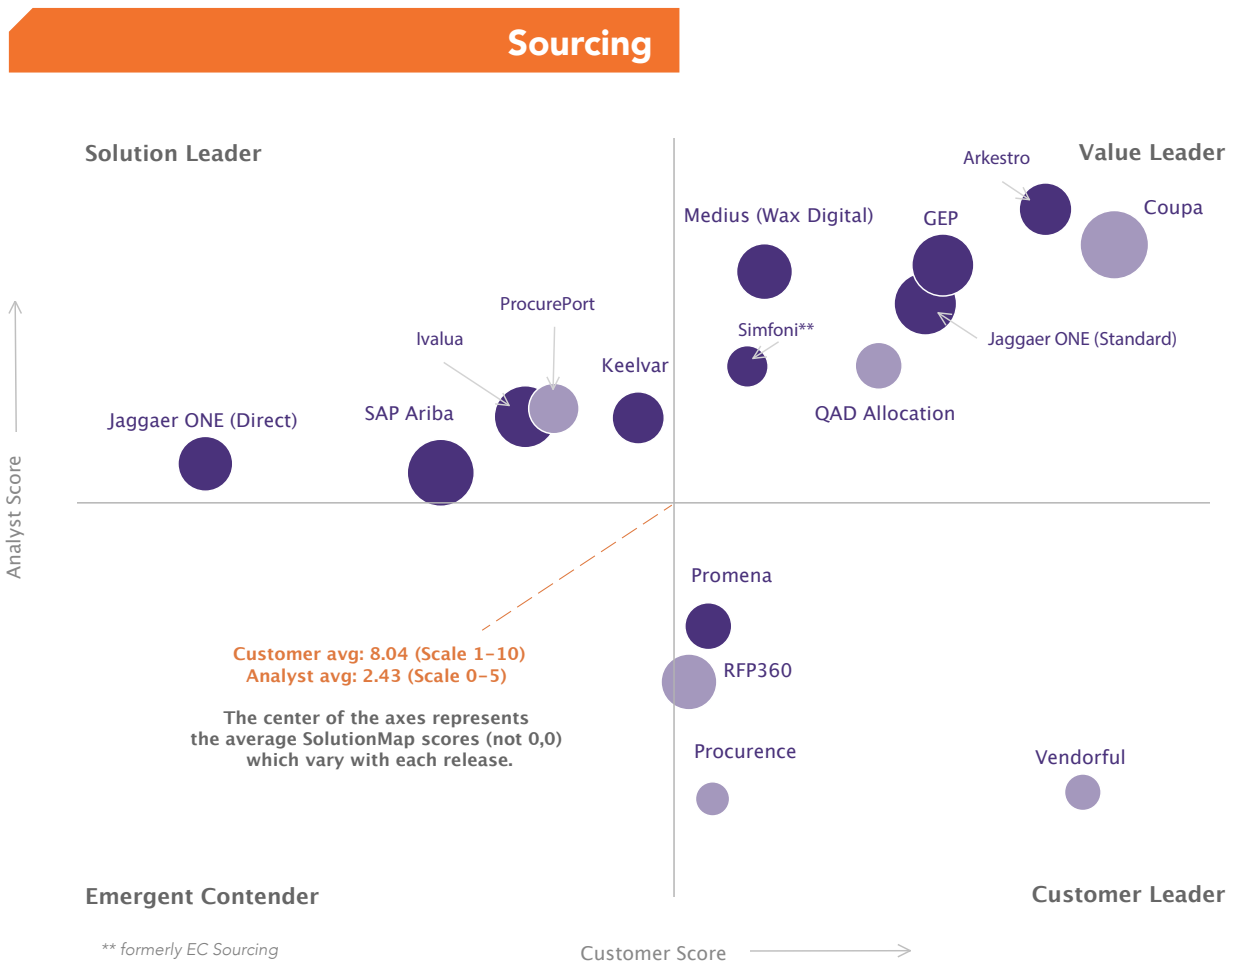 Sourcing
Solution Leader
Value Leader
Arkestro
Coupa
Medius (Wax Digital)
GEP
ProcurePort
Simfoni**
Ivalua
Jaggaer ONE (Standard)
Keelvar
SAP Ariba
QAD Allocation
Jaggaer ONE (Direct)
Analyst Score
Promena
Customer avg: 8.04 (Scale 1–10)
Analyst avg: 2.43 (Scale 0–5)
RFP360
The center of the axes represents
the average SolutionMap scores (not 0,0)
which vary with each release.
Procurence
Vendorful
Emergent Contender
Customer Leader
** formerly EC Sourcing
Customer Score